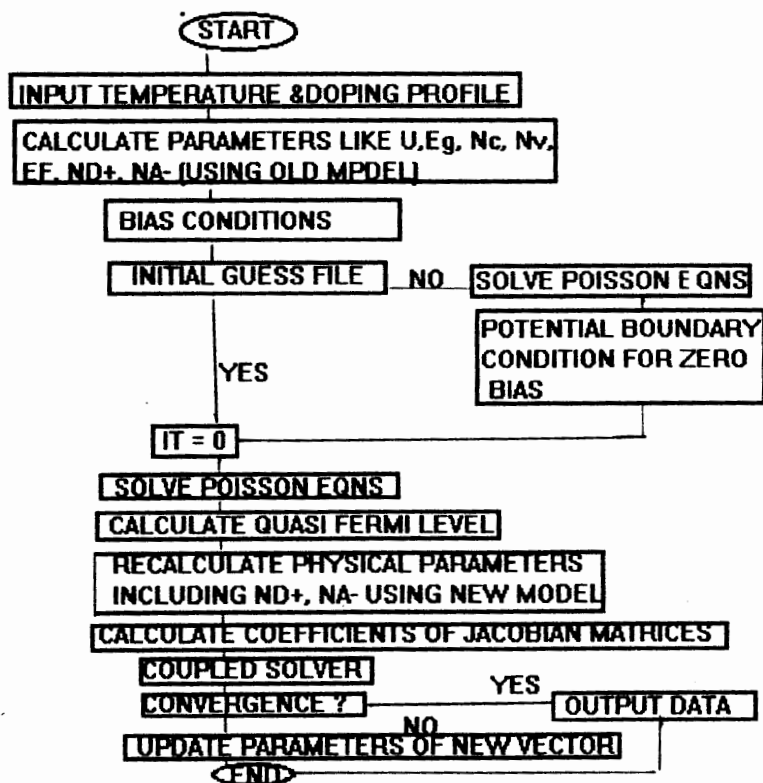 START
INPUT TEMPERATURE &DOPING PROFILE
CALCULATE PARAMETERS LIKE U,Eg, Nc, Nv,
EF, ND+, NA- (USING OLD MPDEL)
BIAS CONDITIONS
INITIAL GUESS FILE
NO
SOLVE POISSON EQNS
POTENTIAL BOUNDARY
CONDITION FOR ZERO
BIAS
YES
IT = 0
SOLVE POISSON EQNS
CALCULATE QUASI FERMI LEVEL
RECALCULATE PHYSICAL PARAMETERS
INCLUDING ND+, NA- USING NEW MODEL
CALCULATE COEFFICIENTS OF JACOBIAN MATRICES
COUPLED SOLVER
CONVERGENCE ?
YES
OUTPUT DATA
NO
UPDATE PARAMETERS OF NEW VECTOR
END